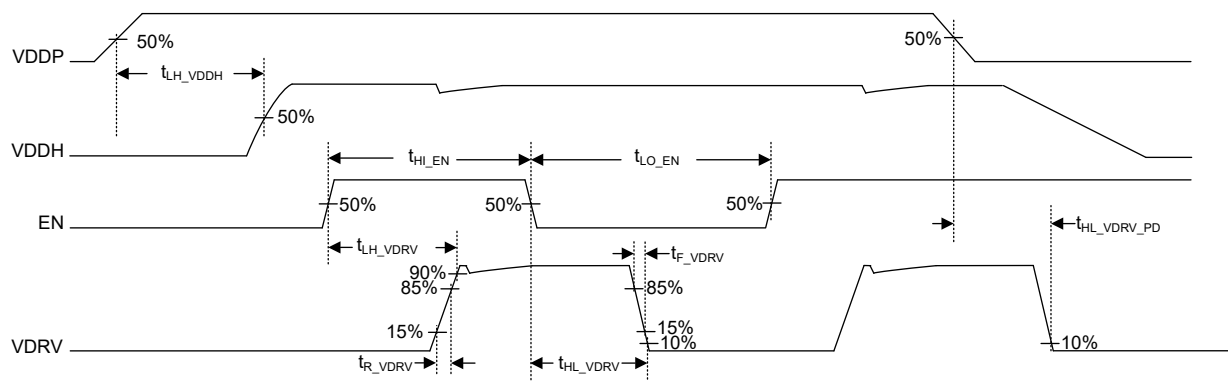 50%
50%
VDDP
tLH_VDDH
50%
VDDH
tHI_EN
tLO_EN
50%
50%
50%
EN
tHL_VDRV_PD
tLH_VDRV
tF_VDRV
90%
85%
85%
15%
15%
10%
10%
VDRV
tR_VDRV
tHL_VDRV